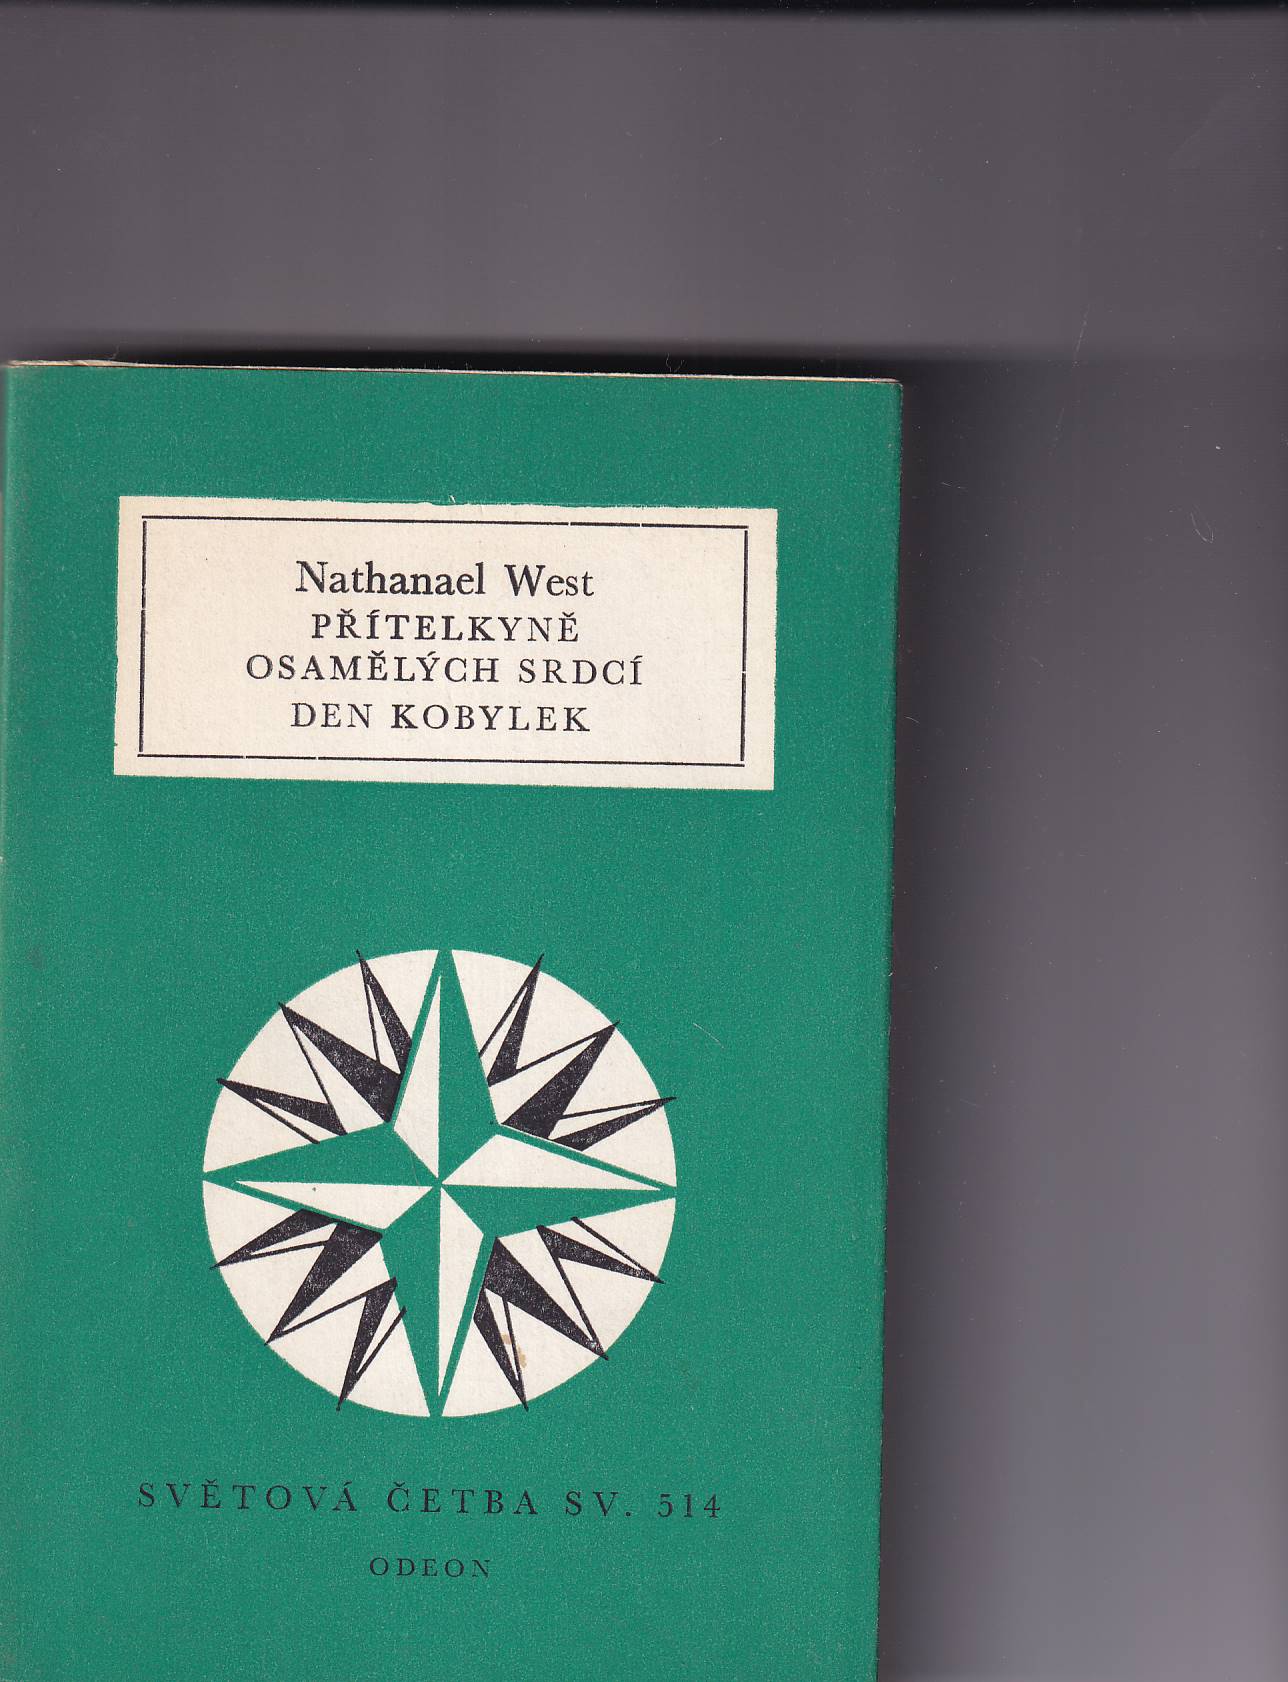 Nathanael West
PŘÍTELKYNĚ
OSAMĚLÝCH SRDCÍ
DEN KOBYLEK
SVĚTOVÁ ČETBA SV. 514
ODEON